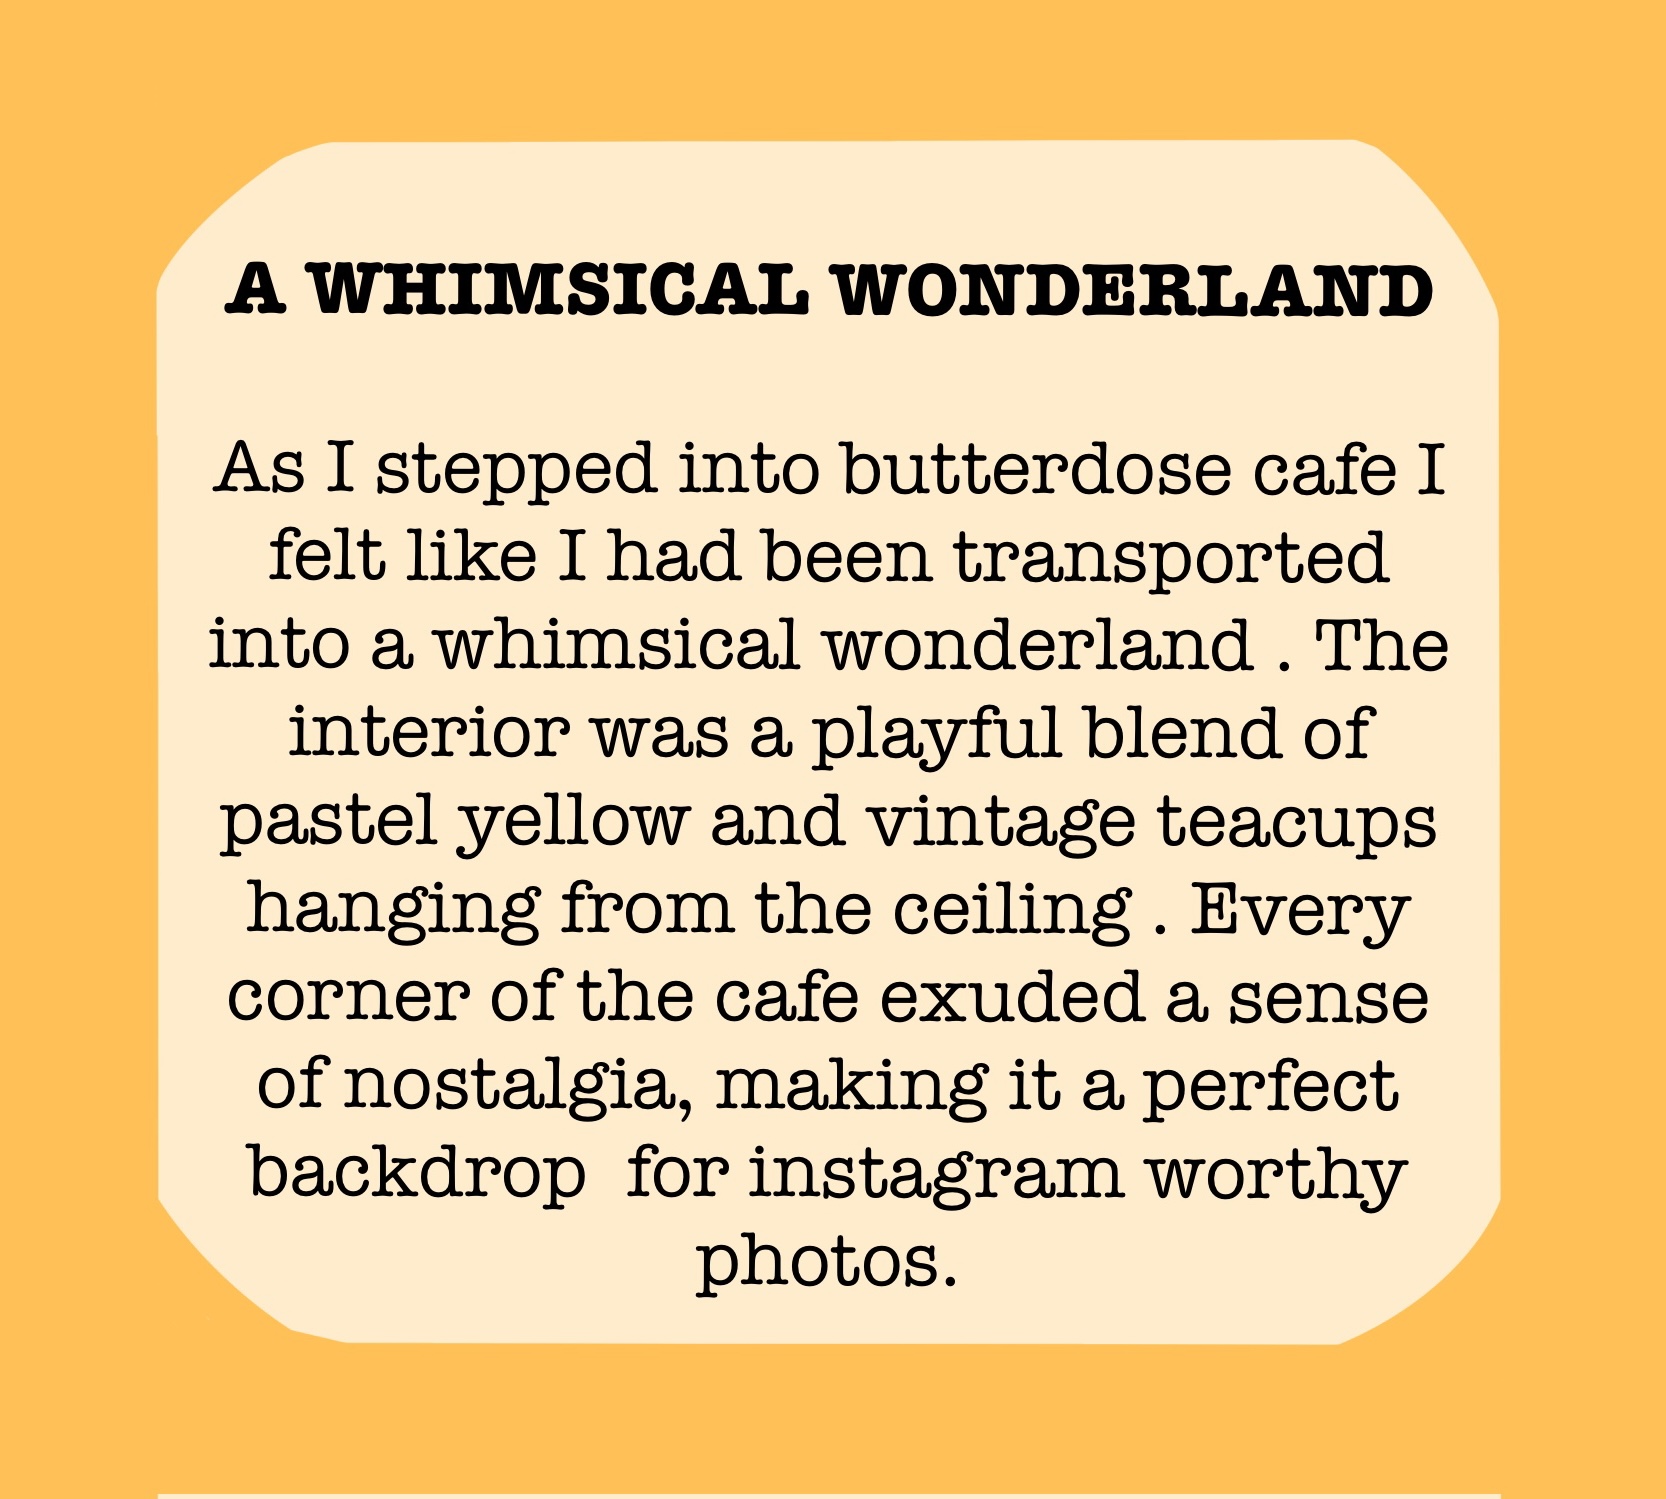 A WHIMSICAL WONDERLAND
As I stepped into butterdose cafe I
felt like I had been transported
into a whimsical wonderland . The
interior was a playful blend of
pastel yellow and vintage teacups
hanging from the ceiling . Every
corner of the cafe exuded a sense
of nostalgia, making it a perfect
backdrop  for instagram worthy
photos.